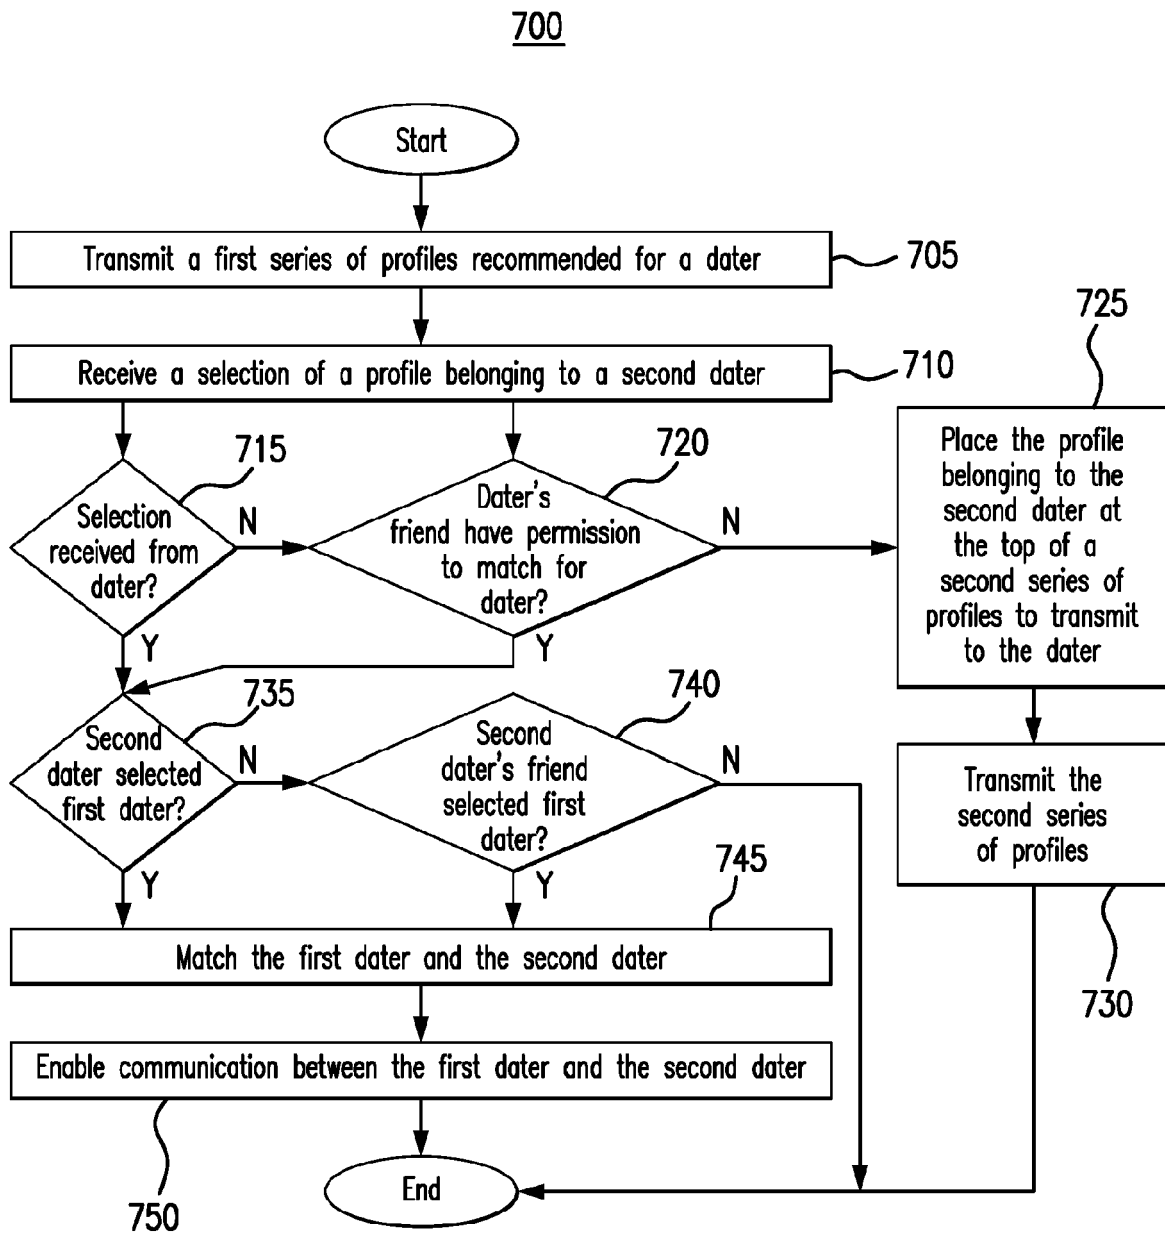 700
Start
Transmit a first series of profiles recommended for a dater
705
Receive a selection of a profile belonging to a second dater
710
715
Selection
received from
dater?
N
Y
720
Dater's
friend have permission
to match for
dater?
N
Y
725
Place the profile
belonging to the
second dater at
the top of a
second series of
profiles to transmit
to the dater
735
Second
dater selected
first dater?
N
Y
740
Second
dater's friend
selected first
dater?
N
Y
Transmit the
second series
of profiles
730
745
Match the first dater and the second dater
Enable communication between the first dater and the second dater
750
End